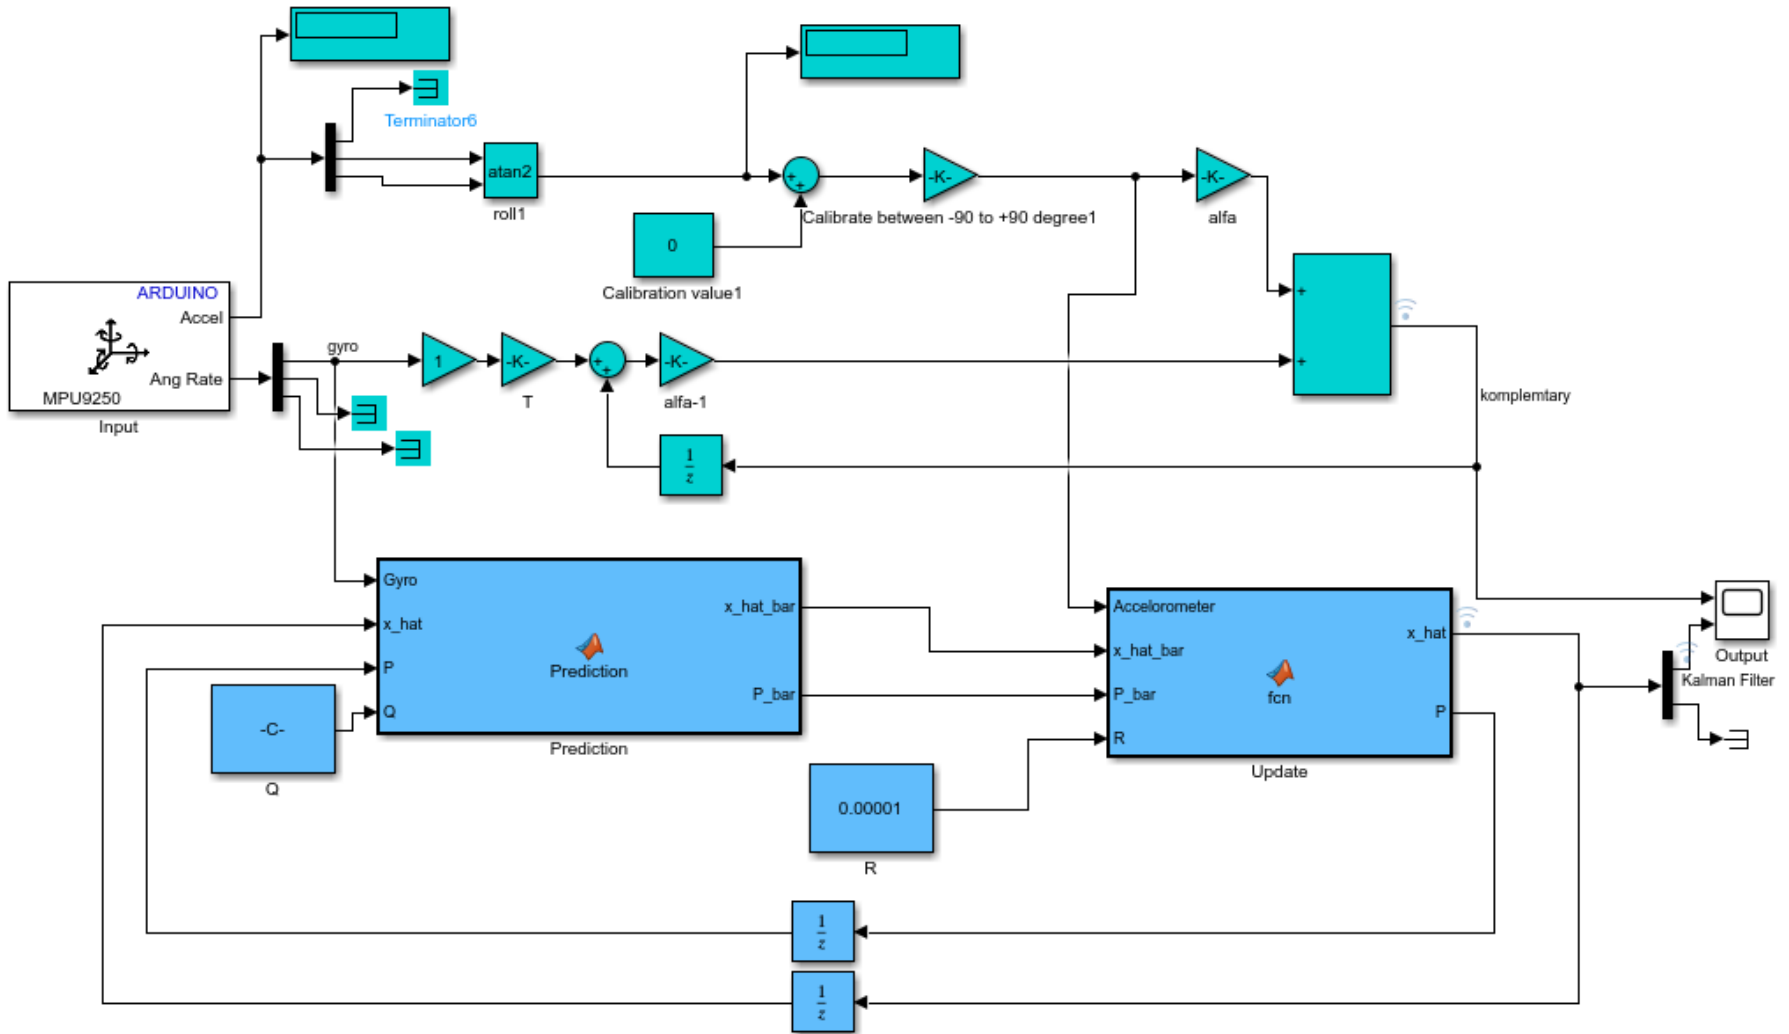 Terminator6
atan2
roll1
+
+
-K-
Calibrate between -90 to +90 degree1
-K-
alfa
0
Calibration value1
ARDUINO
Accel
Ang Rate
MPU9250
Input
gyro
1
-K-
T
+
+
-K-
alfa-1
+
+
komplemtary
1
z
Gyro
x_hat
P
Q
Prediction
x_hat_bar
P_bar
Prediction
-C-
Q
Accelorometer
x_hat_bar
P_bar
R
fcn
x_hat
P
Update
0.00001
R
Output
Kalman Filter
1
z
1
z